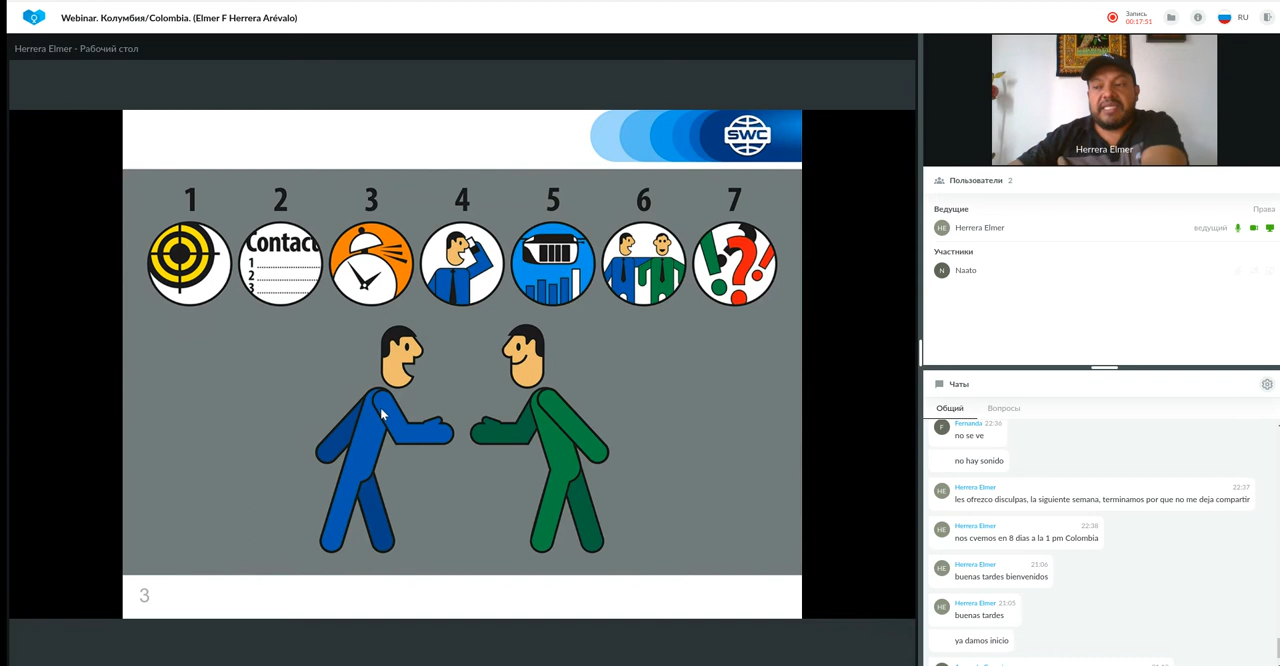 Webinar. Колумбия/Colombia. (Elmer F Herrera Arévalo)
Запись
00:17:51
RU
Herrera Elmer - Рабочий стол
SWC
1 2 3 4 5 6 7
Contact
1
2
3
3
Herrera Elmer
Пользователи 2
Ведущие Права
HE Herrera Elmer ведущий
Участники
N Naato
Чаты
Общий Вопросы
F Fernanda 22:36
no se ve
no hay sonido
HE Herrera Elmer 22:37
les ofrezco disculpas, la siguiente semana, terminamos por que no me deja compartir
HE Herrera Elmer 22:38
nos cvemos en 8 dias a la 1 pm Colombia
HE Herrera Elmer 21:06
buenas tardes bienvenidos
HE Herrera Elmer 21:05
buenas tardes
ya damos inicio